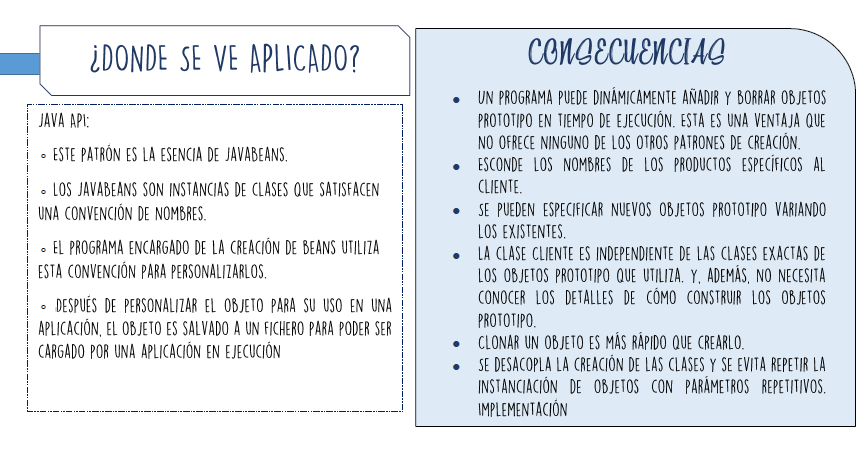 ¿DONDE SE VE APLICADO?
JAVA API:
◦ ESTE PATRÓN ES LA ESENCIA DE JAVABEANS.
◦ LOS JAVABEANS SON INSTANCIAS DE CLASES QUE SATISFACEN
UNA CONVENCIÓN DE NOMBRES.
◦ EL PROGRAMA ENCARGADO DE LA CREACIÓN DE BEANS UTILIZA
ESTA CONVENCIÓN PARA PERSONALIZARLOS.
◦ DESPUÉS DE PERSONALIZAR EL OBJETO PARA SU USO EN UNA
APLICACIÓN, EL OBJETO ES SALVADO A UN FICHERO PARA PODER SER
CARGADO POR UNA APLICACIÓN EN EJECUCIÓN
CONSECUENCIAS
• UN PROGRAMA PUEDE DINÁMICAMENTE AÑADIR Y BORRAR OBJETOS
PROTOTIPO EN TIEMPO DE EJECUCIÓN. ESTA ES UNA VENTAJA QUE
NO OFRECE NINGUNO DE LOS OTROS PATRONES DE CREACIÓN.
• ESCONDE LOS NOMBRES DE LOS PRODUCTOS ESPECÍFICOS AL
CLIENTE.
• SE PUEDEN ESPECIFICAR NUEVOS OBJETOS PROTOTIPO VARIANDO
LOS EXISTENTES.
• LA CLASE CLIENTE ES INDEPENDIENTE DE LAS CLASES EXACTAS DE
LOS OBJETOS PROTOTIPO QUE UTILIZA. Y, ADEMÁS, NO NECESITA
CONOCER LOS DETALLES DE CÓMO CONSTRUIR LOS OBJETOS
PROTOTIPO.
• CLONAR UN OBJETO ES MÁS RÁPIDO QUE CREARLO.
• SE DESACOPLA LA CREACIÓN DE LAS CLASES Y SE EVITA REPETIR LA
INSTANCIACIÓN DE OBJETOS CON PARÁMETROS REPETITIVOS.
IMPLEMENTACIÓN